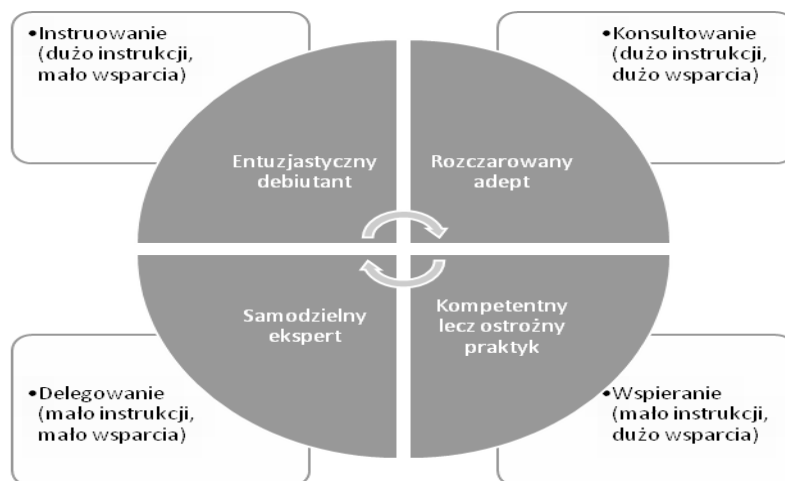 •Instruowanie
(dużo instrukcji,
mało wsparcia)
•Konsultowanie
(dużo instrukcji,
dużo wsparcia)
Entuzjastyczny
debiutant
Rozczarowany
adept
Samodzielny
ekspert
Kompetentny
lecz ostrożny
praktyk
•Delegowanie
(mało instrukcji,
mało wsparcia)
•Wspieranie
(mało instrukcji,
dużo wsparcia)